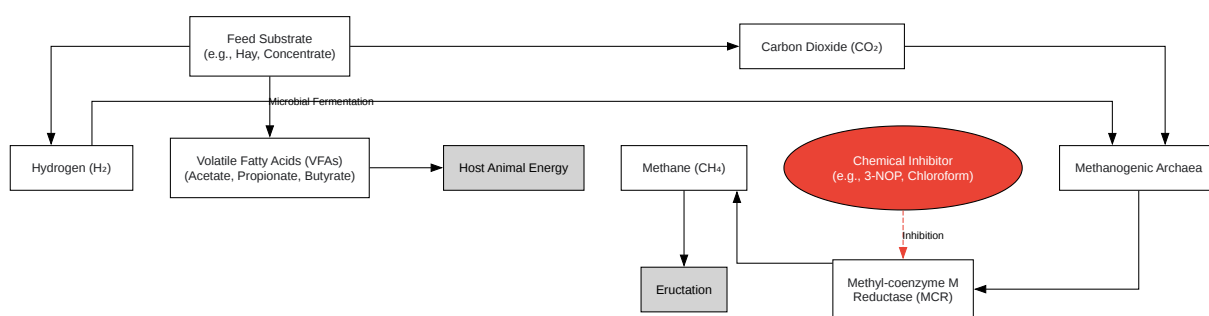 Feed Substrate
(e.g., Hay, Concentrate)
Carbon Dioxide (CO₂)
Microbial Fermentation
Hydrogen (H₂)
Volatile Fatty Acids (VFAs)
(Acetate, Propionate, Butyrate)
Host Animal Energy
Methane (CH₄)
Chemical Inhibitor
(e.g., 3-NOP, Chloroform)
Methanogenic Archaea
Inhibition
Eructation
Methyl-coenzyme M
Reductase (MCR)